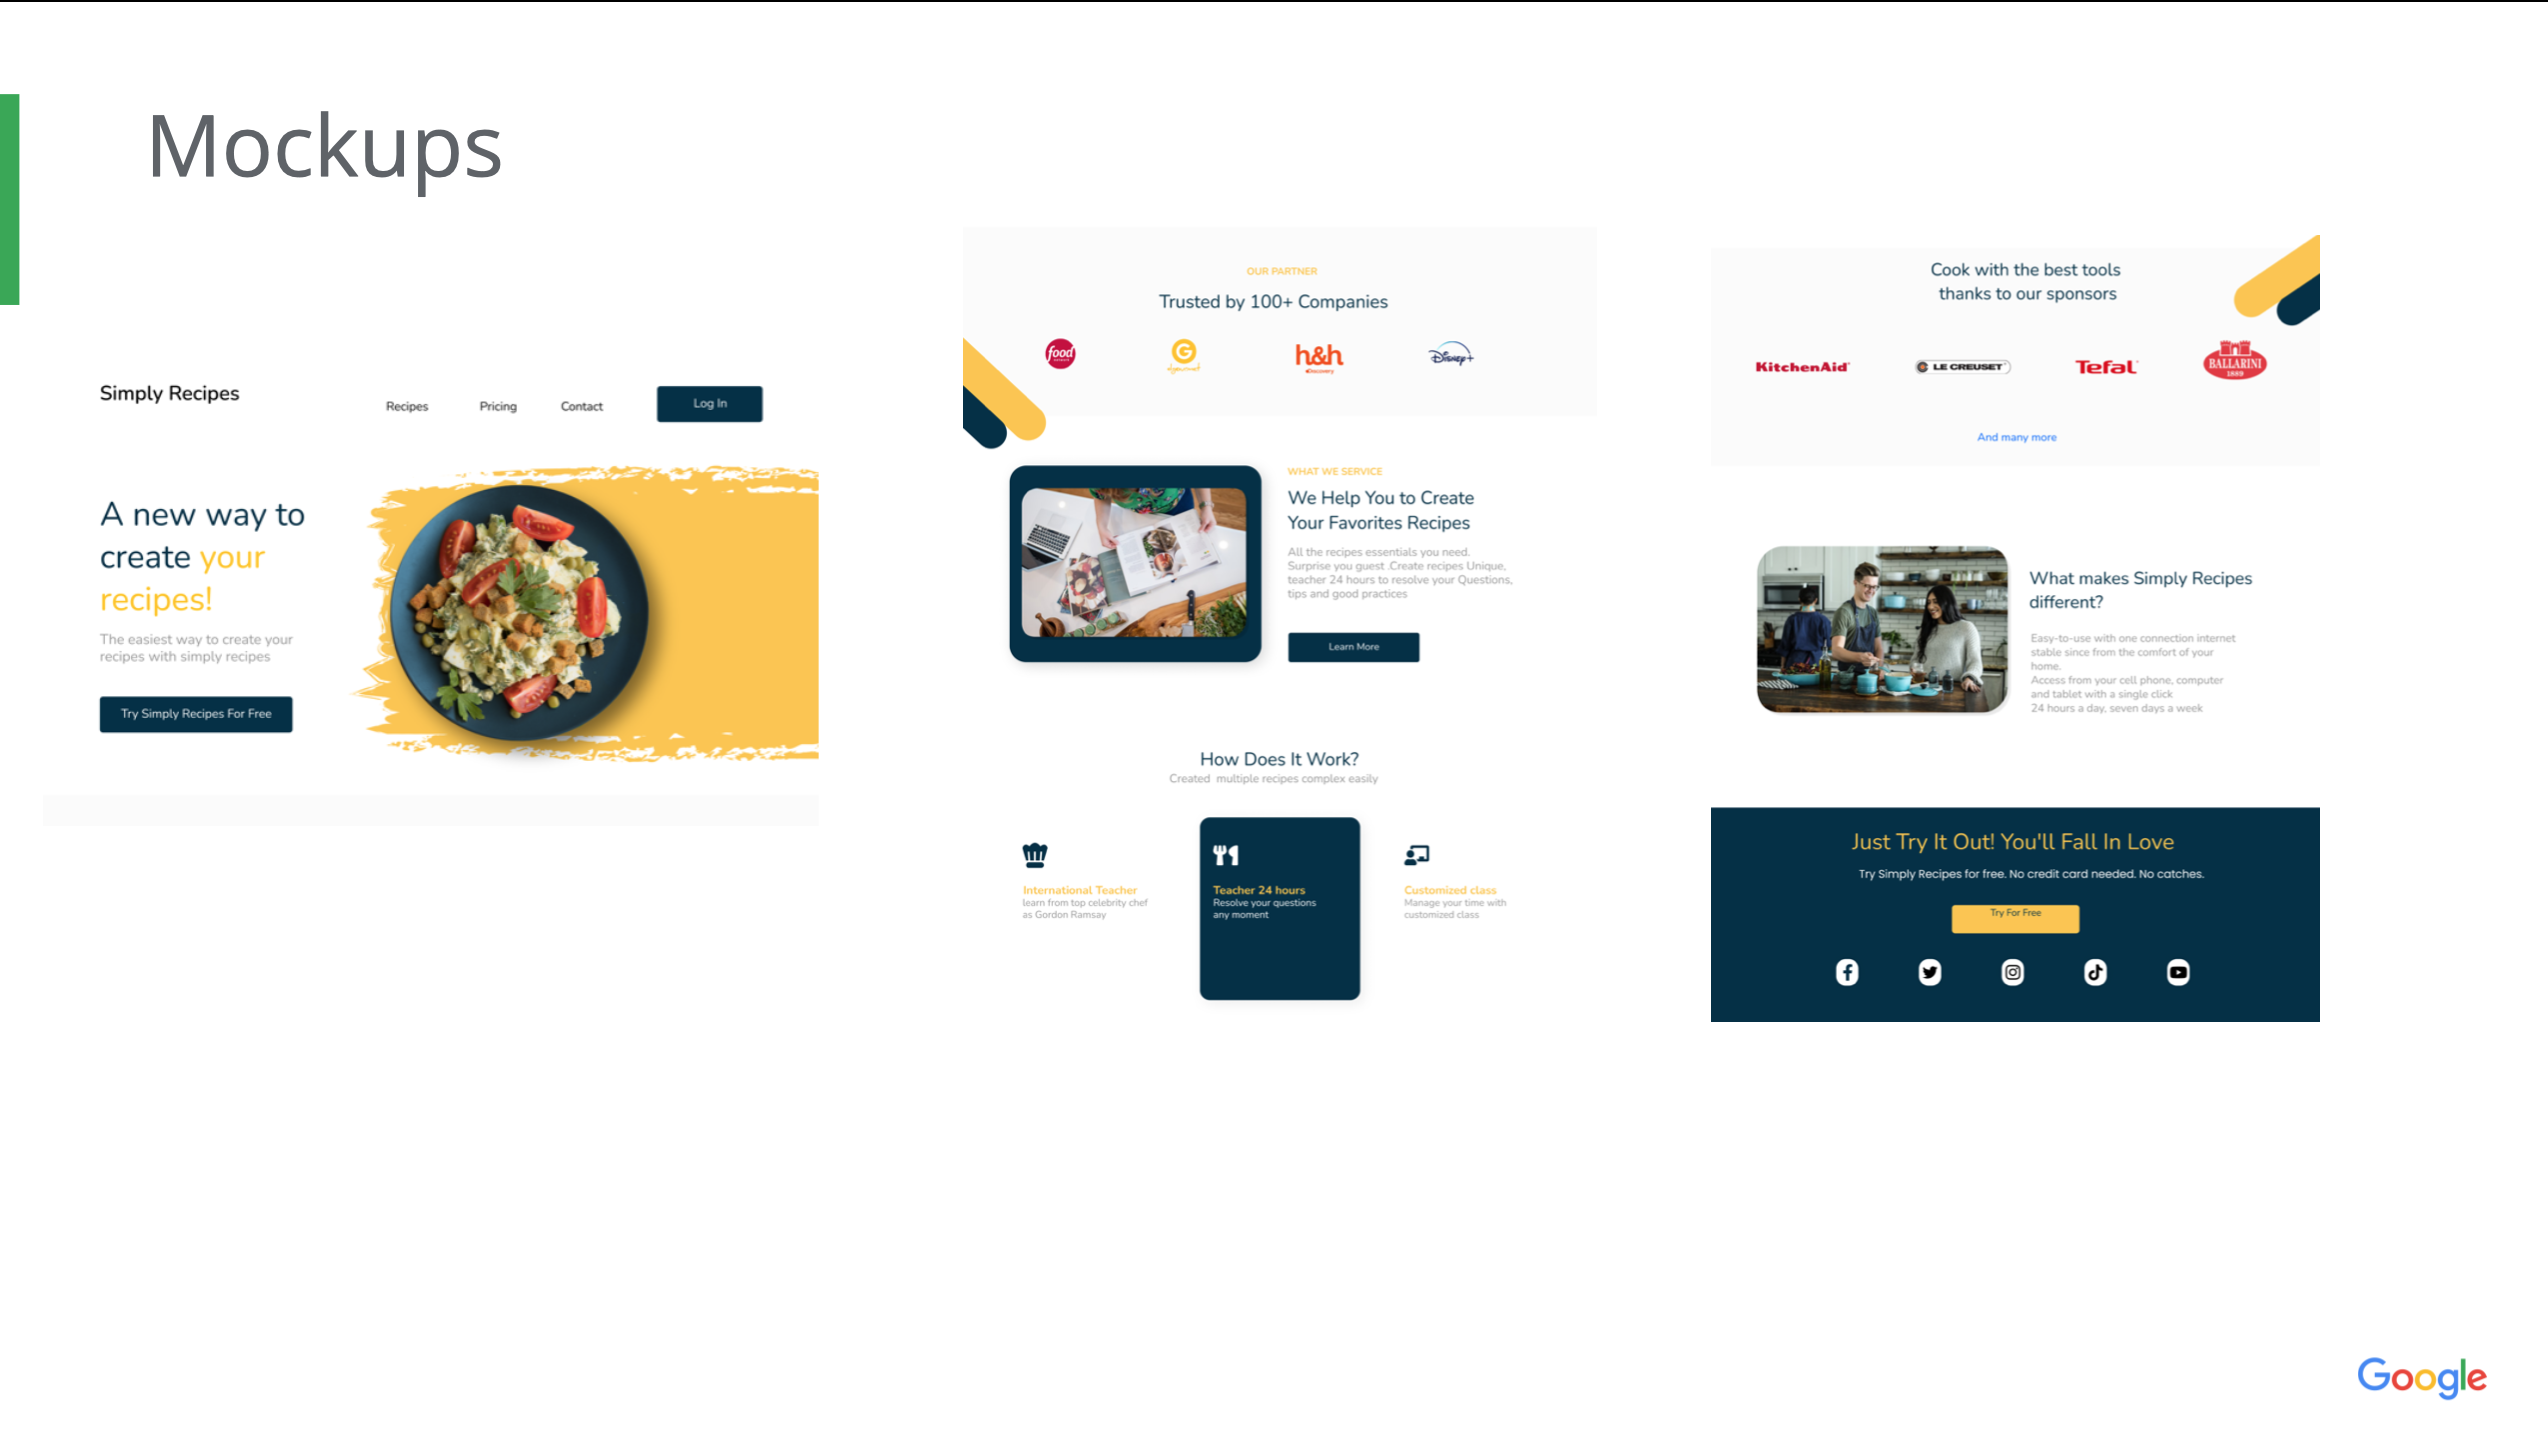 Mockups
Simply Recipes
Recipes
Pricing
Contact
Log In
A new way to
create your
recipes!
The easiest way to create your
recipes with simply recipes
Try Simply Recipes For Free
OUR PARTNER
Trusted by 100+ Companies
food
G
elgourmet
h&h
discovery
Disney+
WHAT WE SERVICE
We Help You to Create
Your Favorites Recipes
All the recipes essentials you need.
Surprise you guest .Create recipes Unique,
teacher 24 hours to resolve your Questions,
tips and good practices
Learn More
How Does It Work?
Created multiple recipes complex easily
International Teacher
learn from top celebrity chef
as Gordon Ramsay
Teacher 24 hours
Resolve your questions
any moment
Customized class
Manage your time with
customized class
Cook with the best tools
thanks to our sponsors
KitchenAid
LE CREUSET
Tefal
BALLARINI
1889
And many more
What makes Simply Recipes
different?
Easy-to-use with one connection internet
stable since from the comfort of your
home.
Access from your cell phone, computer
and tablet with a single click
24 hours a day, seven days a week
Just Try It Out! You'll Fall In Love
Try Simply Recipes for free. No credit card needed. No catches.
Try For Free
Google